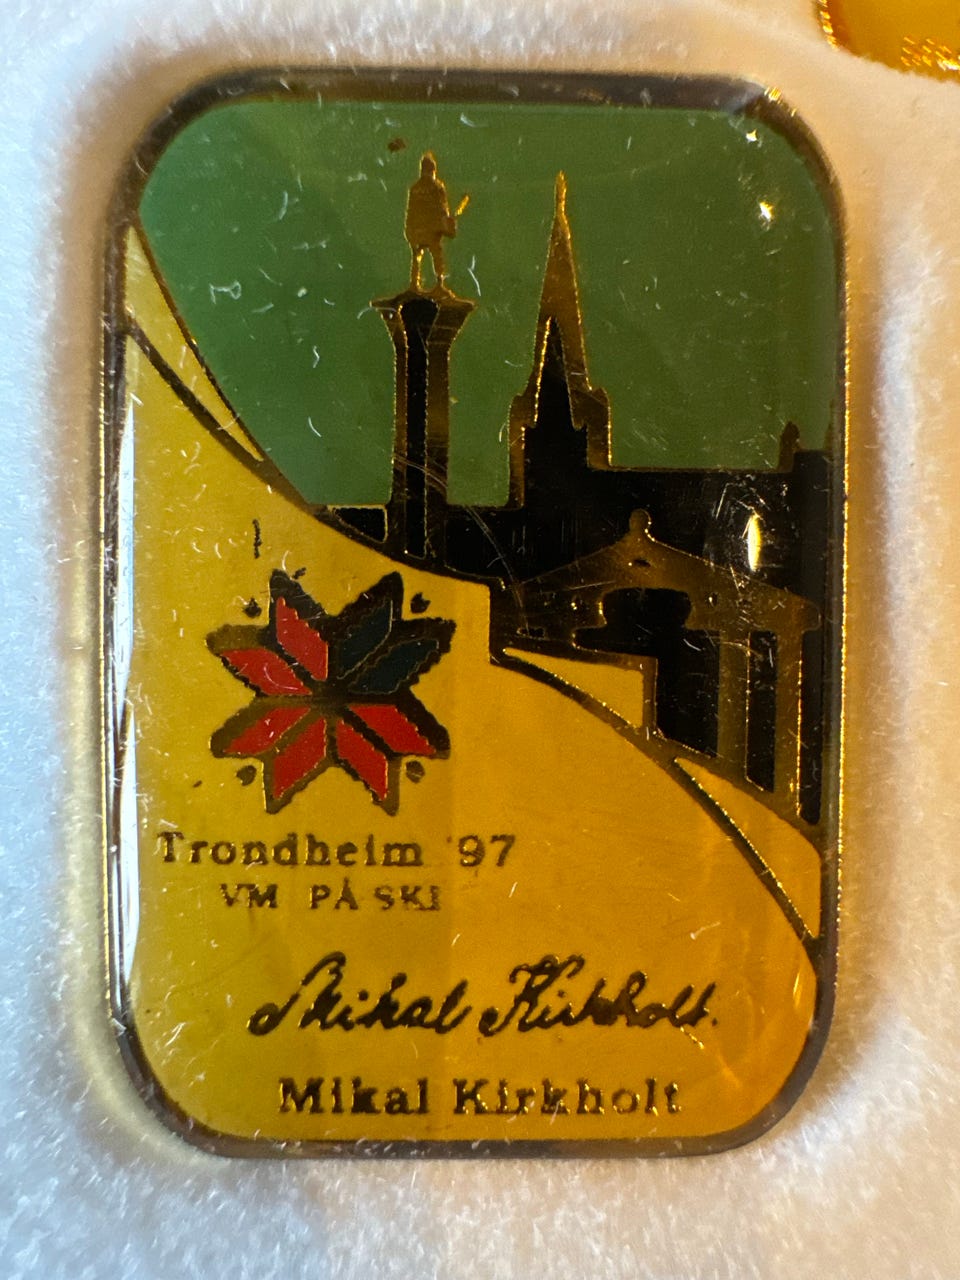 Trondheim '97
VM PÅ SKI
Mikal Kirkholt
Mikal Kirkholt